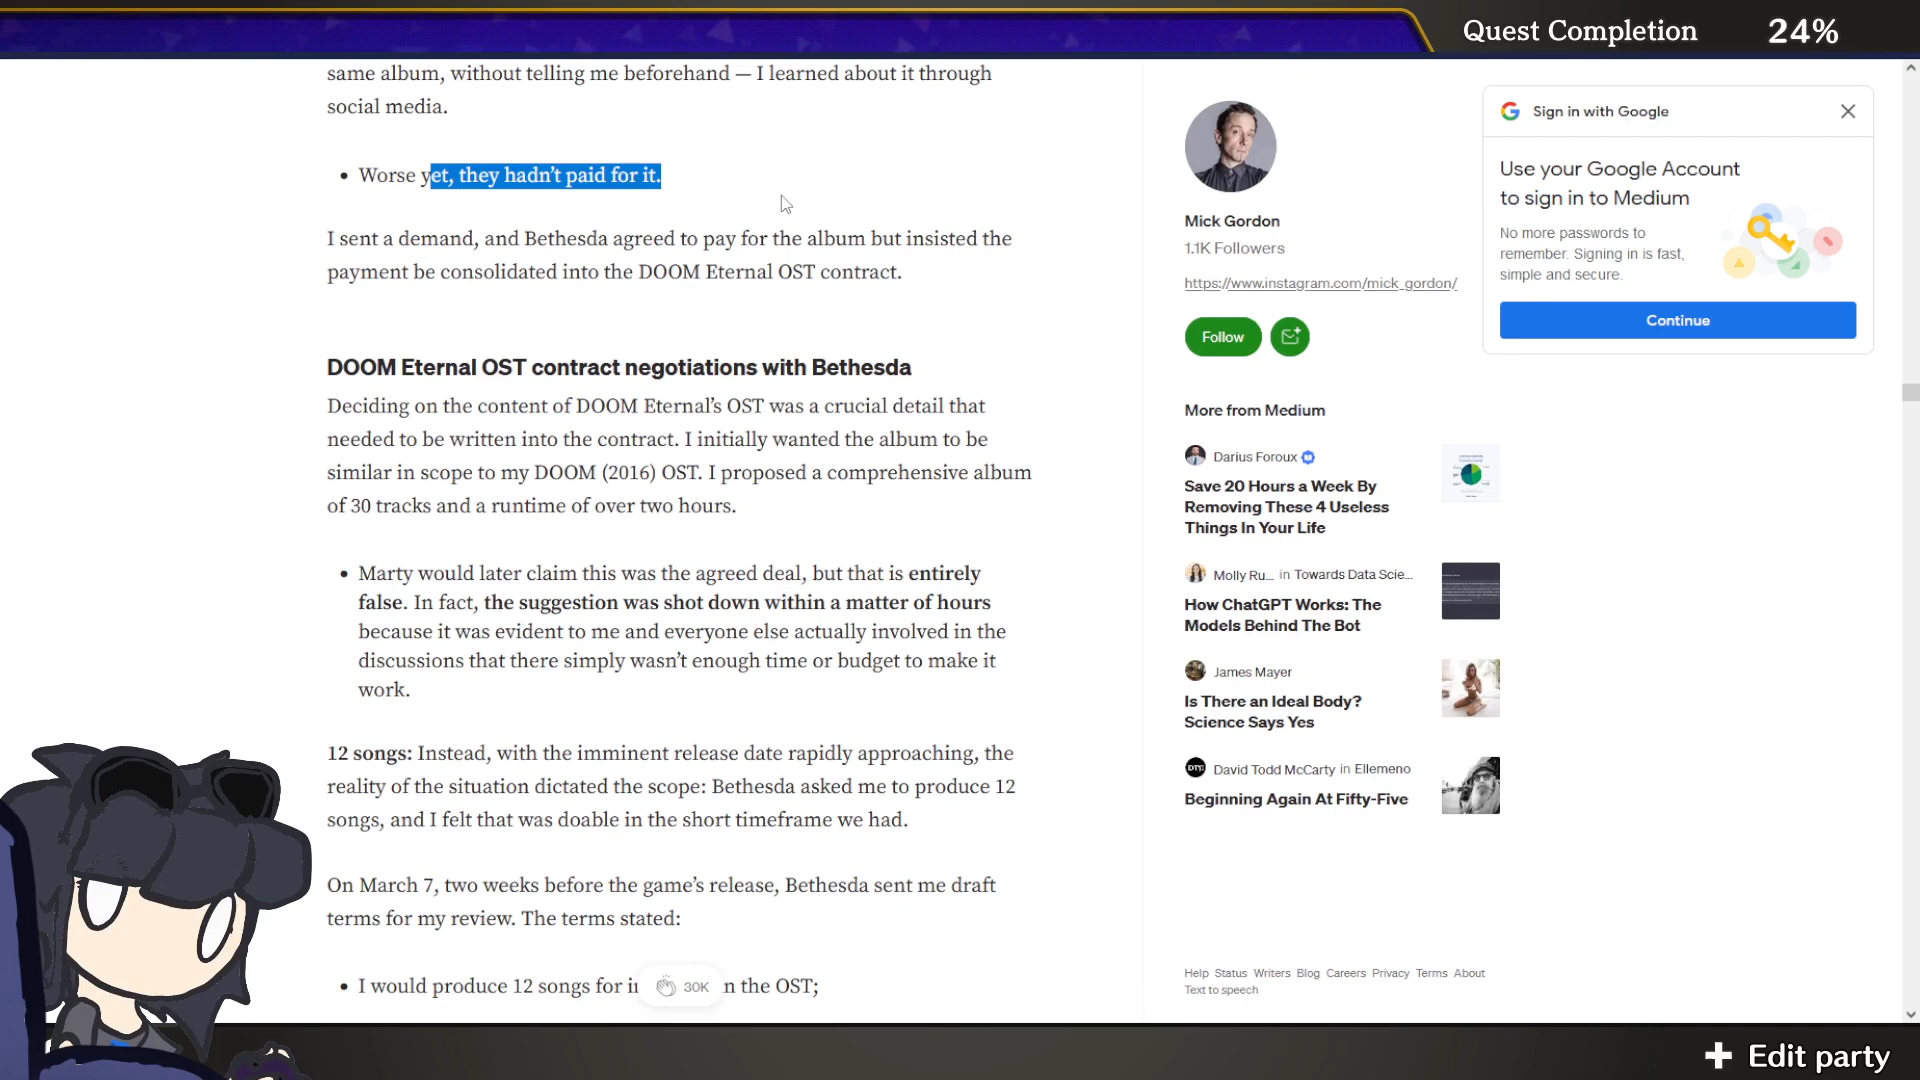 Quest Completion 24%
same album, without telling me beforehand — I learned about it through
social media.
• Worse yet, they hadn't paid for it.
I sent a demand, and Bethesda agreed to pay for the album but insisted the
payment be consolidated into the DOOM Eternal OST contract.
DOOM Eternal OST contract negotiations with Bethesda
Deciding on the content of DOOM Eternal's OST was a crucial detail that
needed to be written into the contract. I initially wanted the album to be
similar in scope to my DOOM (2016) OST. I proposed a comprehensive album
of 30 tracks and a runtime of over two hours.
• Marty would later claim this was the agreed deal, but that is entirely
false. In fact, the suggestion was shot down within a matter of hours
because it was evident to me and everyone else actually involved in the
discussions that there simply wasn't enough time or budget to make it
work.
12 songs: Instead, with the imminent release date rapidly approaching, the
reality of the situation dictated the scope: Bethesda asked me to produce 12
songs, and I felt that was doable in the short timeframe we had.
On March 7, two weeks before the game's release, Bethesda sent me draft
terms for my review. The terms stated:
• I would produce 12 songs for in the OST;
30K
Mick Gordon
1.1K Followers
https://www.instagram.com/mick_gordon/
Follow
More from Medium
Darius Foroux
Save 20 Hours a Week By
Removing These 4 Useless
Things In Your Life
Molly Ru... in Towards Data Scie...
How ChatGPT Works: The
Models Behind The Bot
James Mayer
Is There an Ideal Body?
Science Says Yes
DTM David Todd McCarty in Ellemeno
Beginning Again At Fifty-Five
Help Status Writers Blog Careers Privacy Terms About
Text to speech
Sign in with Google
Use your Google Account
to sign in to Medium
No more passwords to
remember. Signing in is fast,
simple and secure.
Continue
Edit party